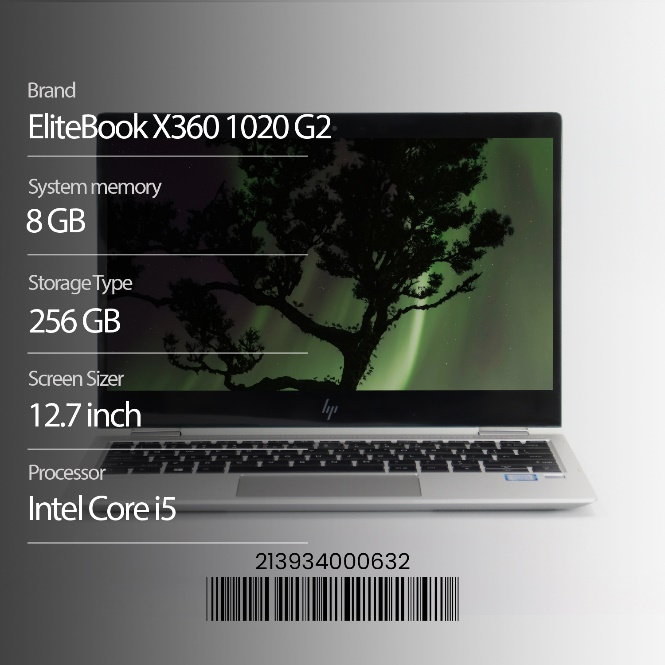 Brand
EliteBook X360 1020 G2
System memory
8 GB
Storage Type
256 GB
Screen Sizer
12.7 inch
hp
Processor
Intel Core i5
213934000632